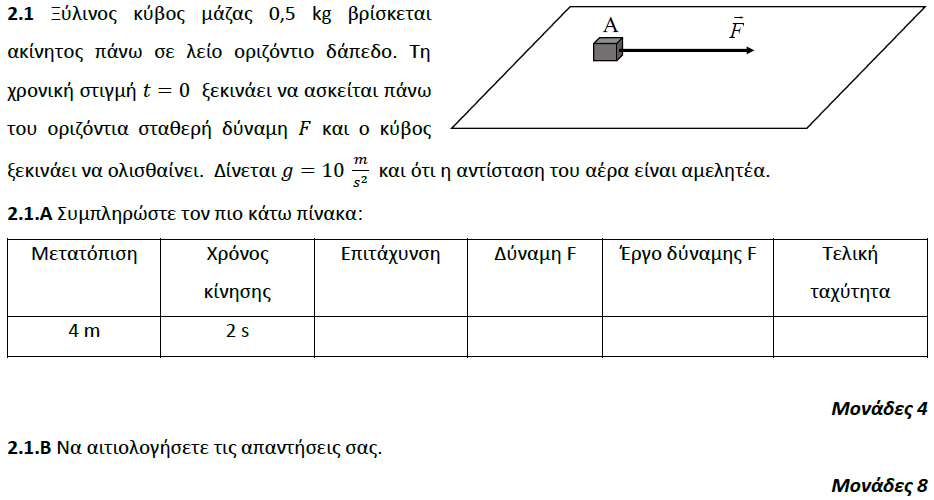 2.1 Ξύλινος κύβος μάζας 0,5 kg βρίσκεται
ακίνητος πάνω σε λείο οριζόντιο δάπεδο. Τη
χρονική στιγμή t = 0 ξεκινάει να ασκείται πάνω
του οριζόντια σταθερή δύναμη F και ο κύβος
ξεκινάει να ολισθαίνει. Δίνεται g = 10 m/s² και ότι η αντίσταση του αέρα είναι αμελητέα.
A
F⃗
2.1.Α Συμπληρώστε τον πιο κάτω πίνακα:
Μετατόπιση Χρόνος κίνησης Επιτάχυνση Δύναμη F Έργο δύναμης F Τελική ταχύτητα
4 m 2 s
Μονάδες 4
2.1.Β Να αιτιολογήσετε τις απαντήσεις σας.
Μονάδες 8